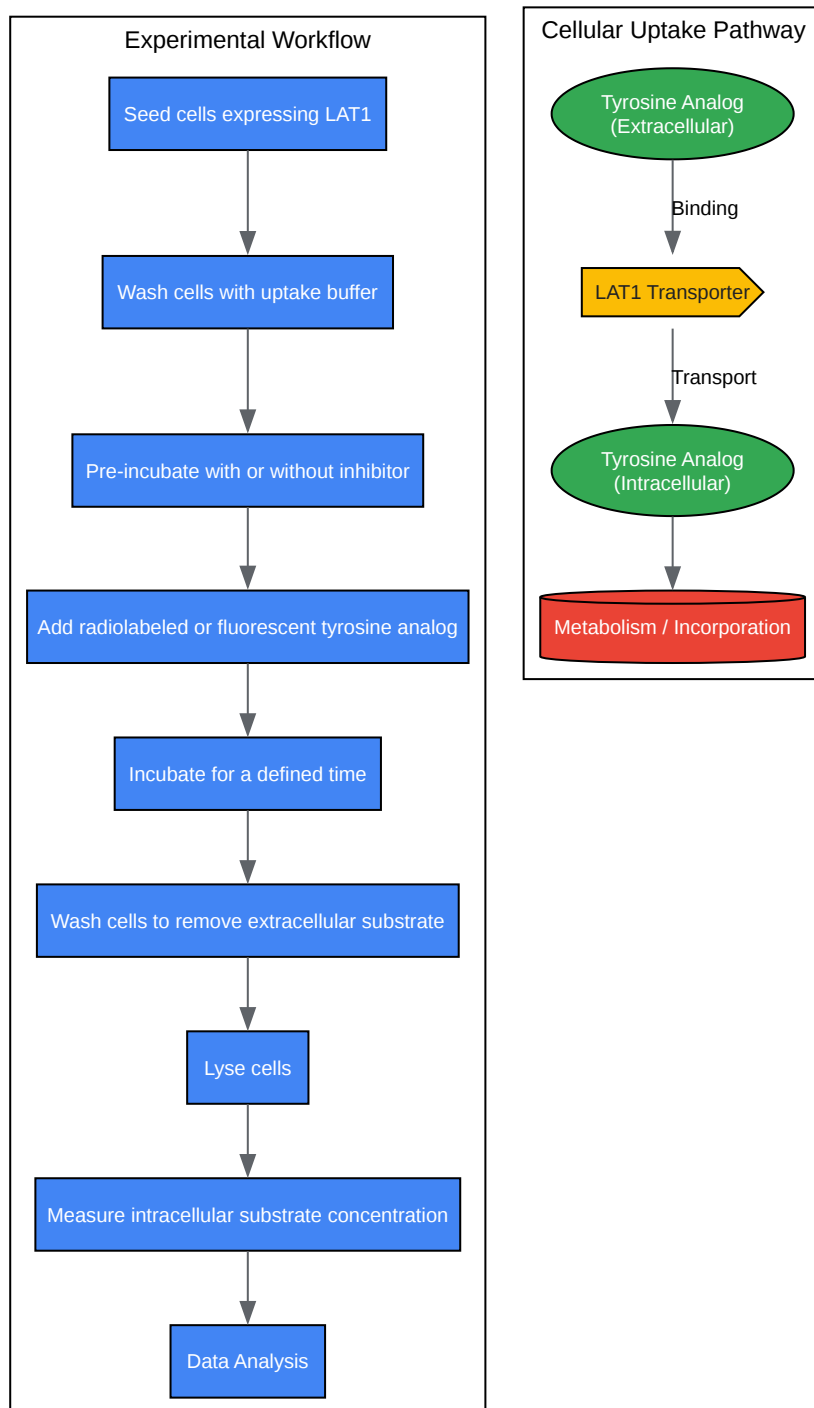 Experimental Workflow
Seed cells expressing LAT1
Wash cells with uptake buffer
Pre-incubate with or without inhibitor
Add radiolabeled or fluorescent tyrosine analog
Incubate for a defined time
Wash cells to remove extracellular substrate
Lyse cells
Measure intracellular substrate concentration
Data Analysis
Cellular Uptake Pathway
Tyrosine Analog
(Extracellular)
Binding
LAT1 Transporter
Transport
Tyrosine Analog
(Intracellular)
Metabolism / Incorporation